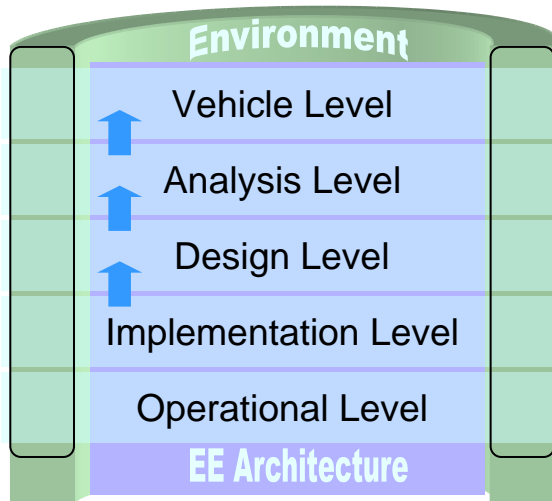 Environment
Vehicle Level
Analysis Level
Design Level
Implementation Level
Operational Level
EE Architecture